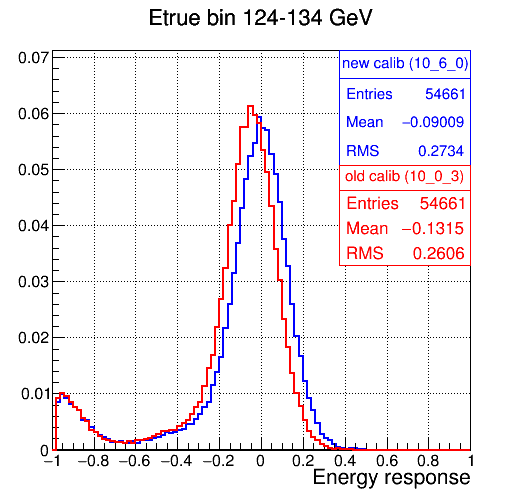 Etrue bin 124-134 GeV
0.07
0.06
0.05
0.04
0.03
0.02
0.01
0
new calib (10_6_0)
Entries 54661
Mean −0.09009
RMS 0.2734
old calib (10_0_3)
Entries 54661
Mean −0.1315
RMS 0.2606
−1 −0.8 −0.6 −0.4 −0.2 0 0.2 0.4 0.6 0.8 1
Energy response